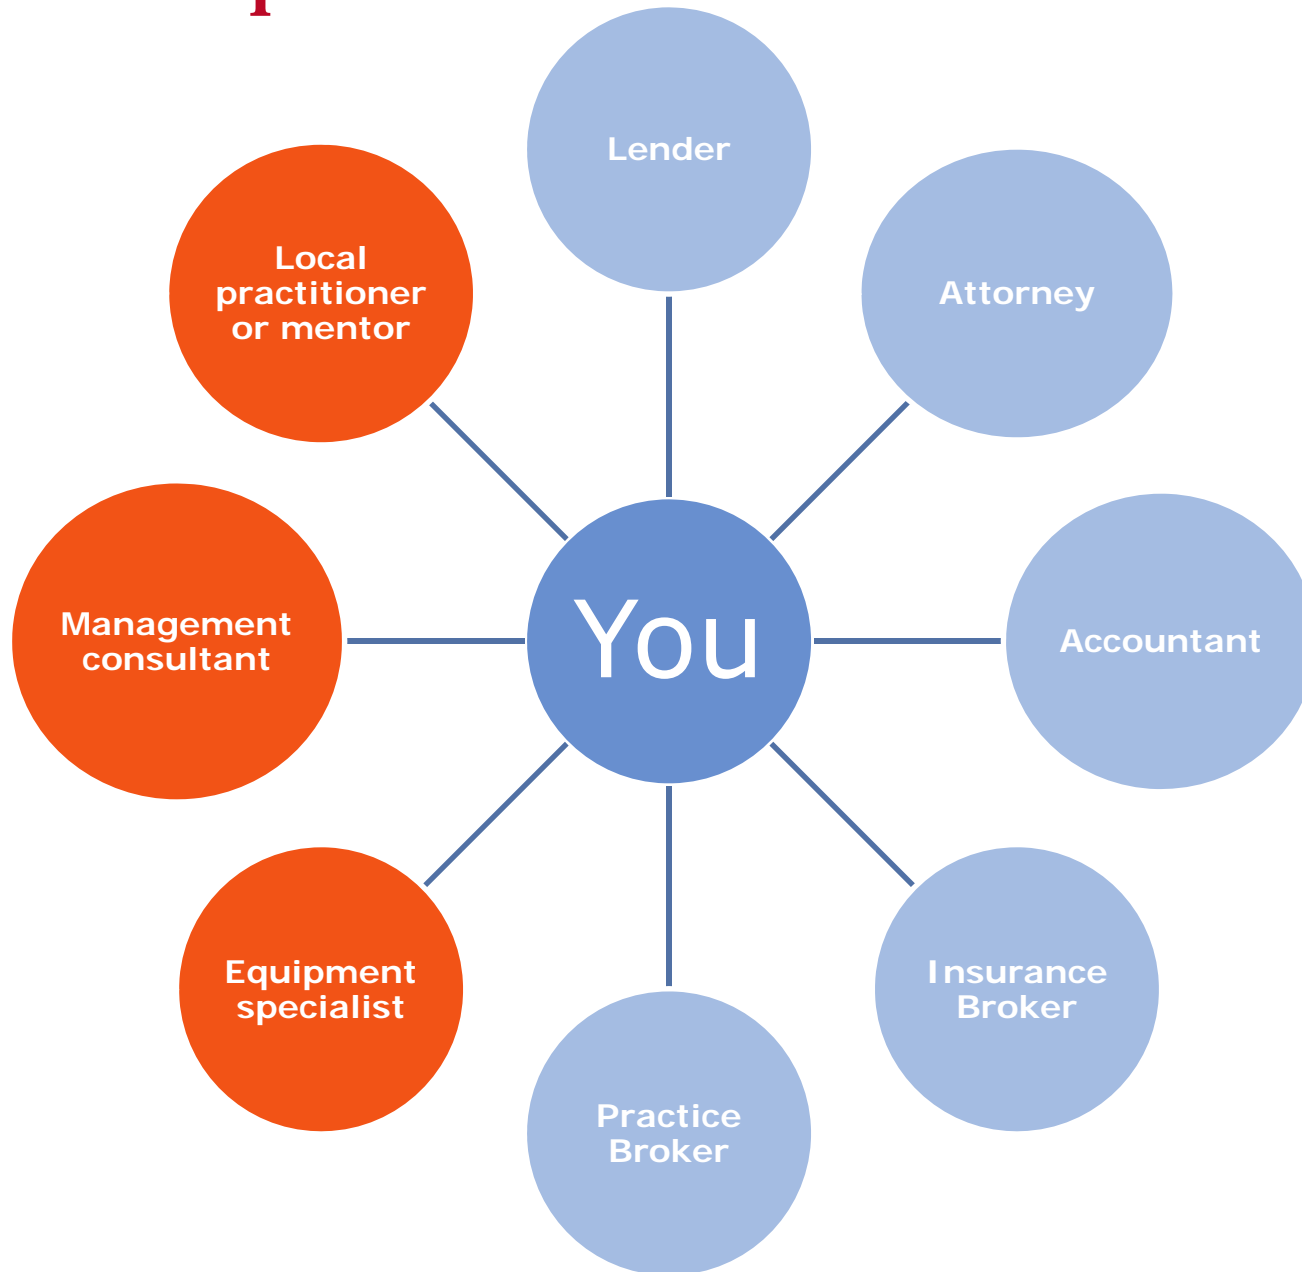 Lender
Attorney
Accountant
Insurance
Broker
Practice
Broker
Equipment
specialist
Management
consultant
Local
practitioner
or mentor
You